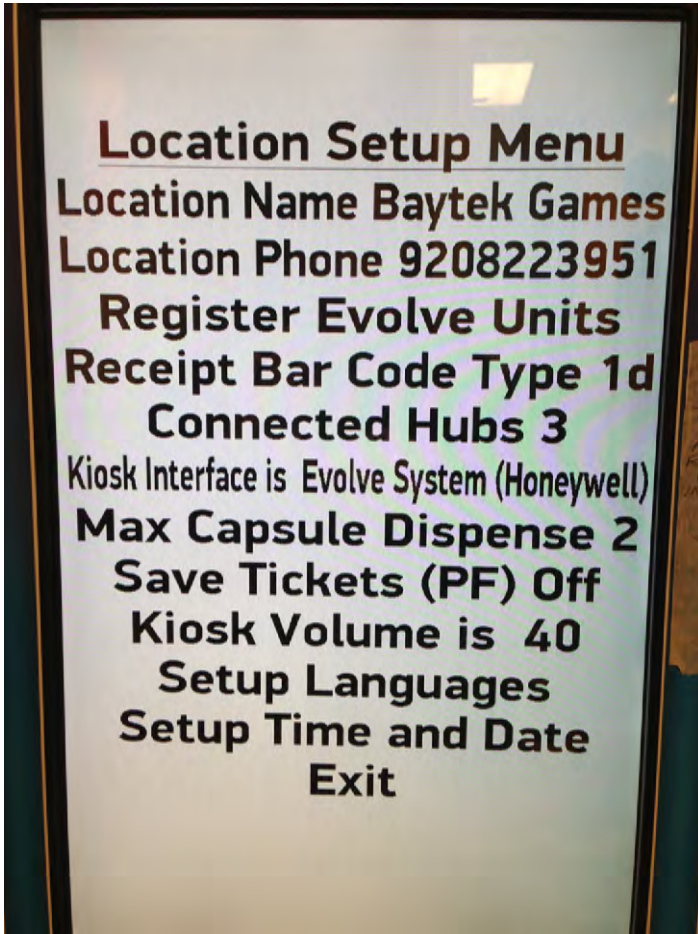 Location Setup Menu
Location Name Baytek Games
Location Phone 9208223951
Register Evolve Units
Receipt Bar Code Type 1d
Connected Hubs 3
Kiosk Interface is Evolve System (Honeywell)
Max Capsule Dispense 2
Save Tickets (PF) Off
Kiosk Volume is 40
Setup Languages
Setup Time and Date
Exit